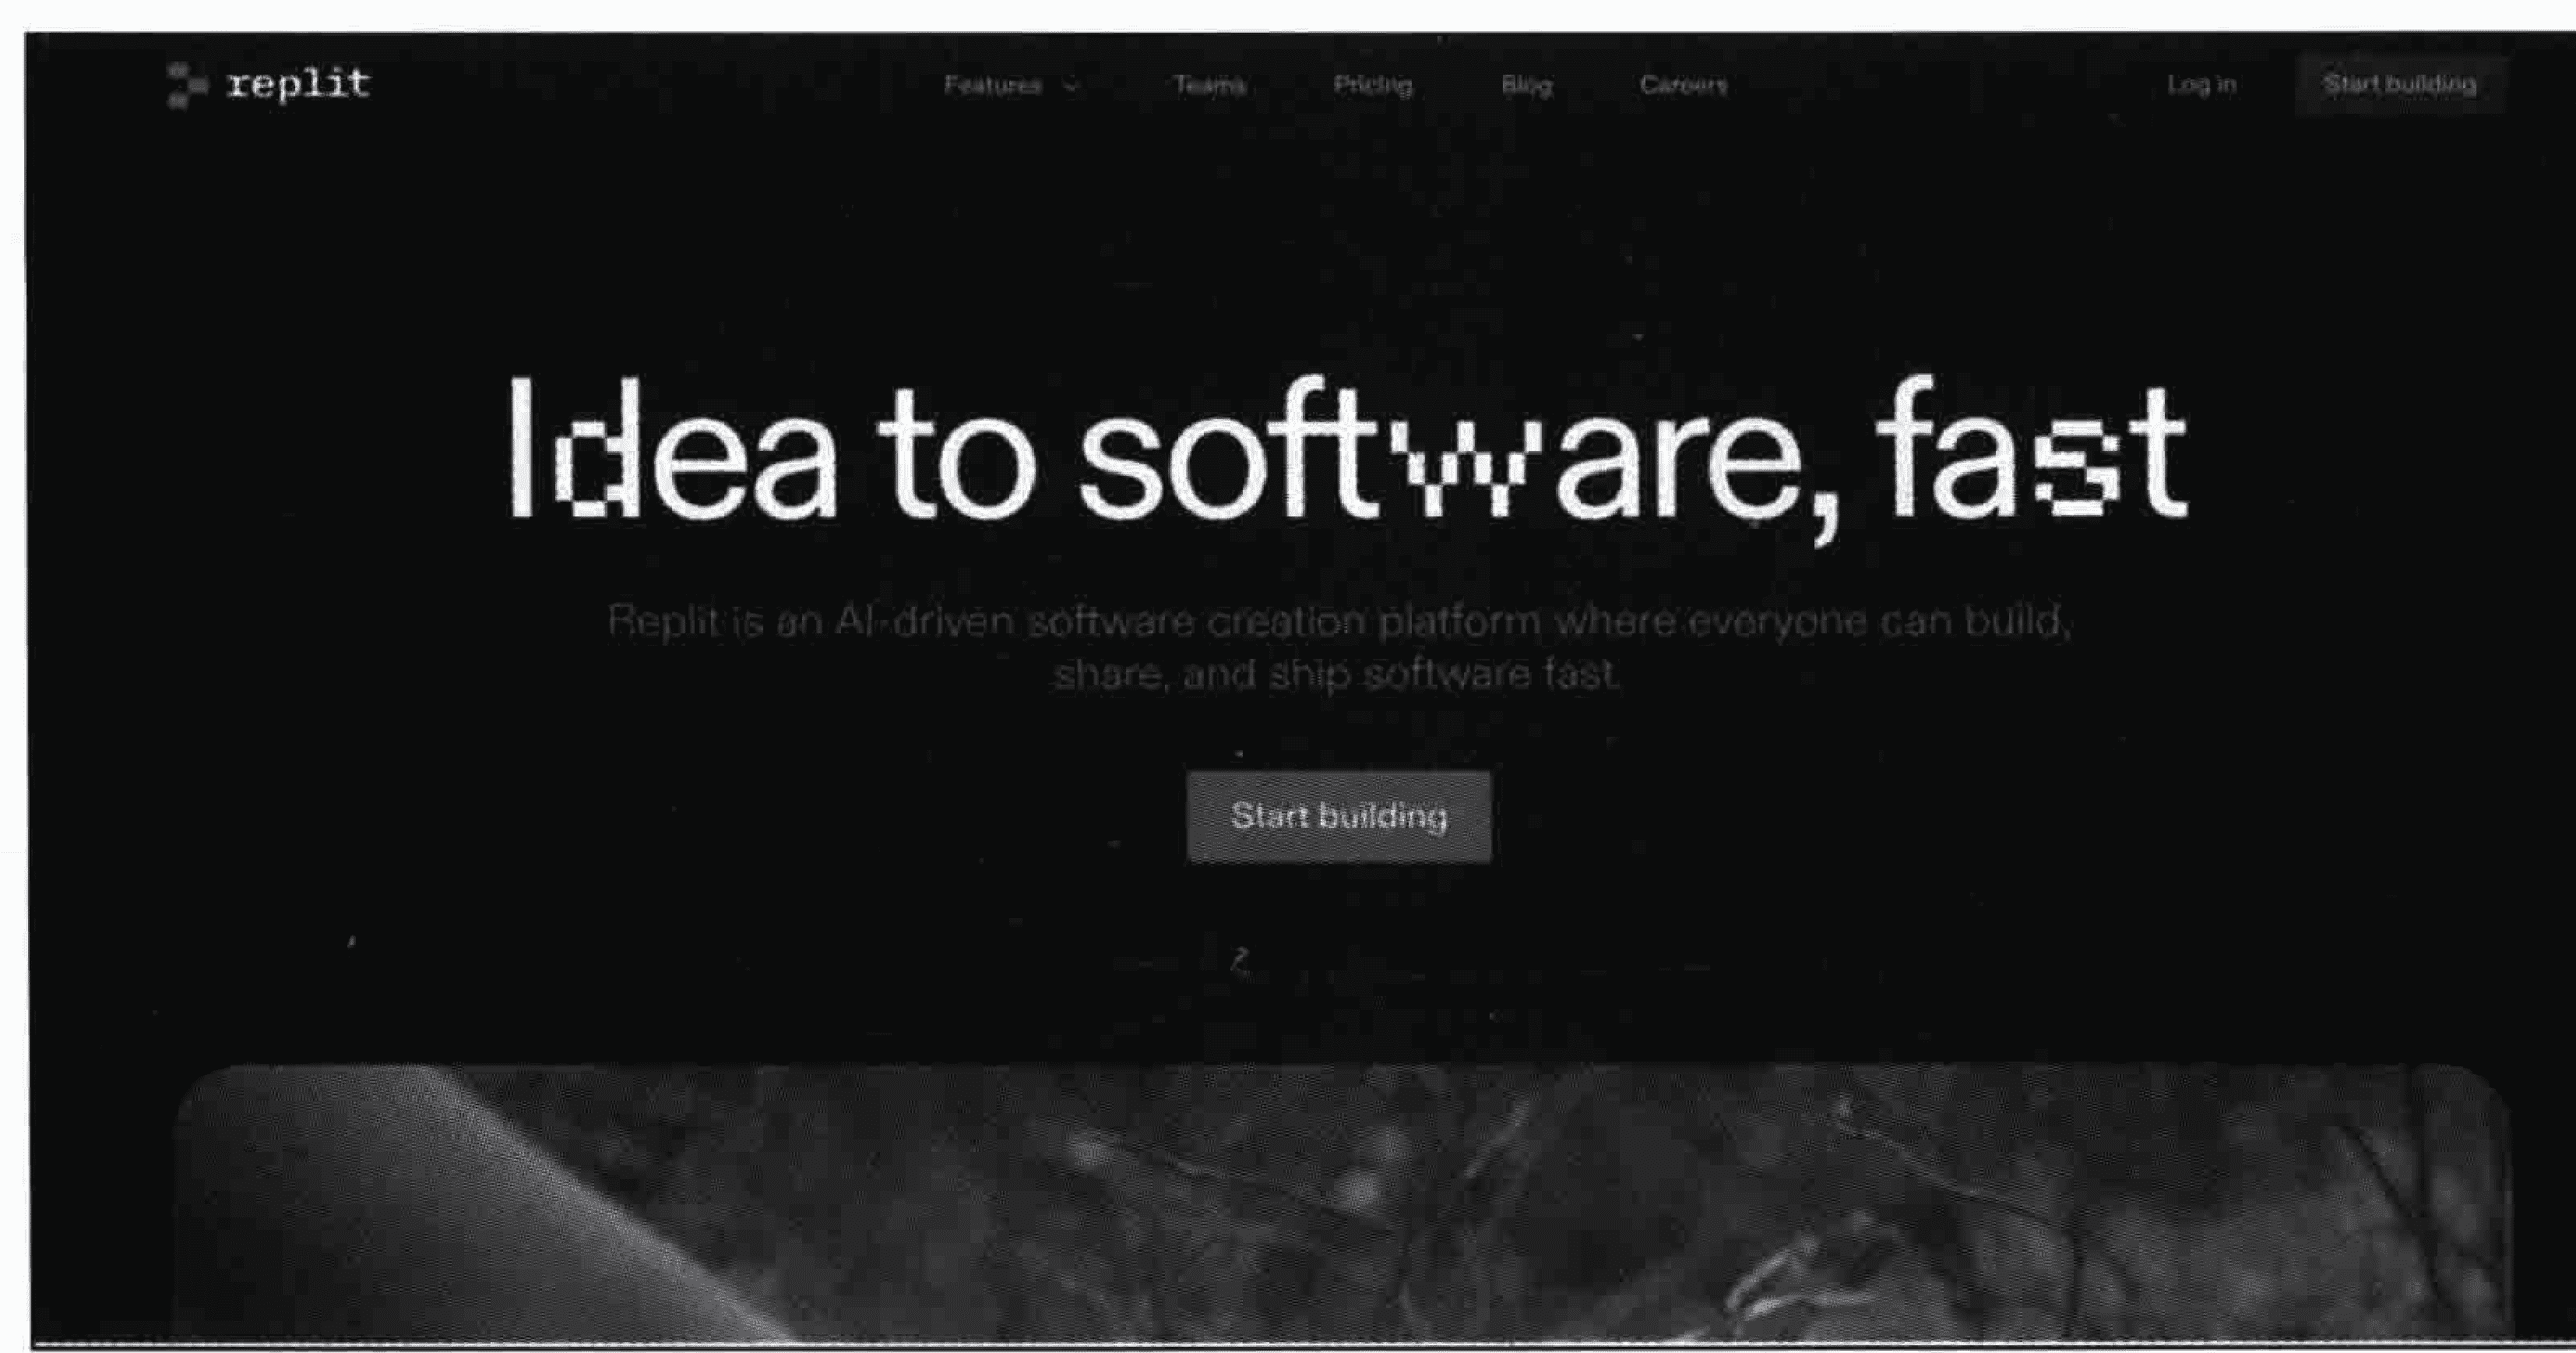 replit
Features Teams Pricing Blog Careers
Log in Start building
Idea to software, fast
Replit is an AI-driven software creation platform where everyone can build,
share, and ship software fast.
Start building